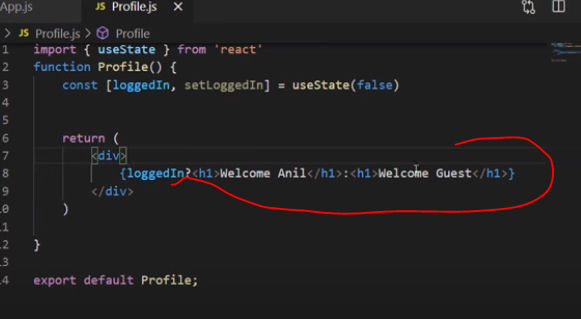 App.js JS Profile.js X
> JS Profile.js > Profile
1 import { useState } from 'react'
2 function Profile() {
3 const [loggedIn, setLoggedIn] = useState(false)
4
5
6 return (
7 <div>
8 {loggedIn?<h1>Welcome Anil</h1>:<h1>Welcome Guest</h1>}
9 </div>
10 )
11
12 }
13
14 export default Profile;